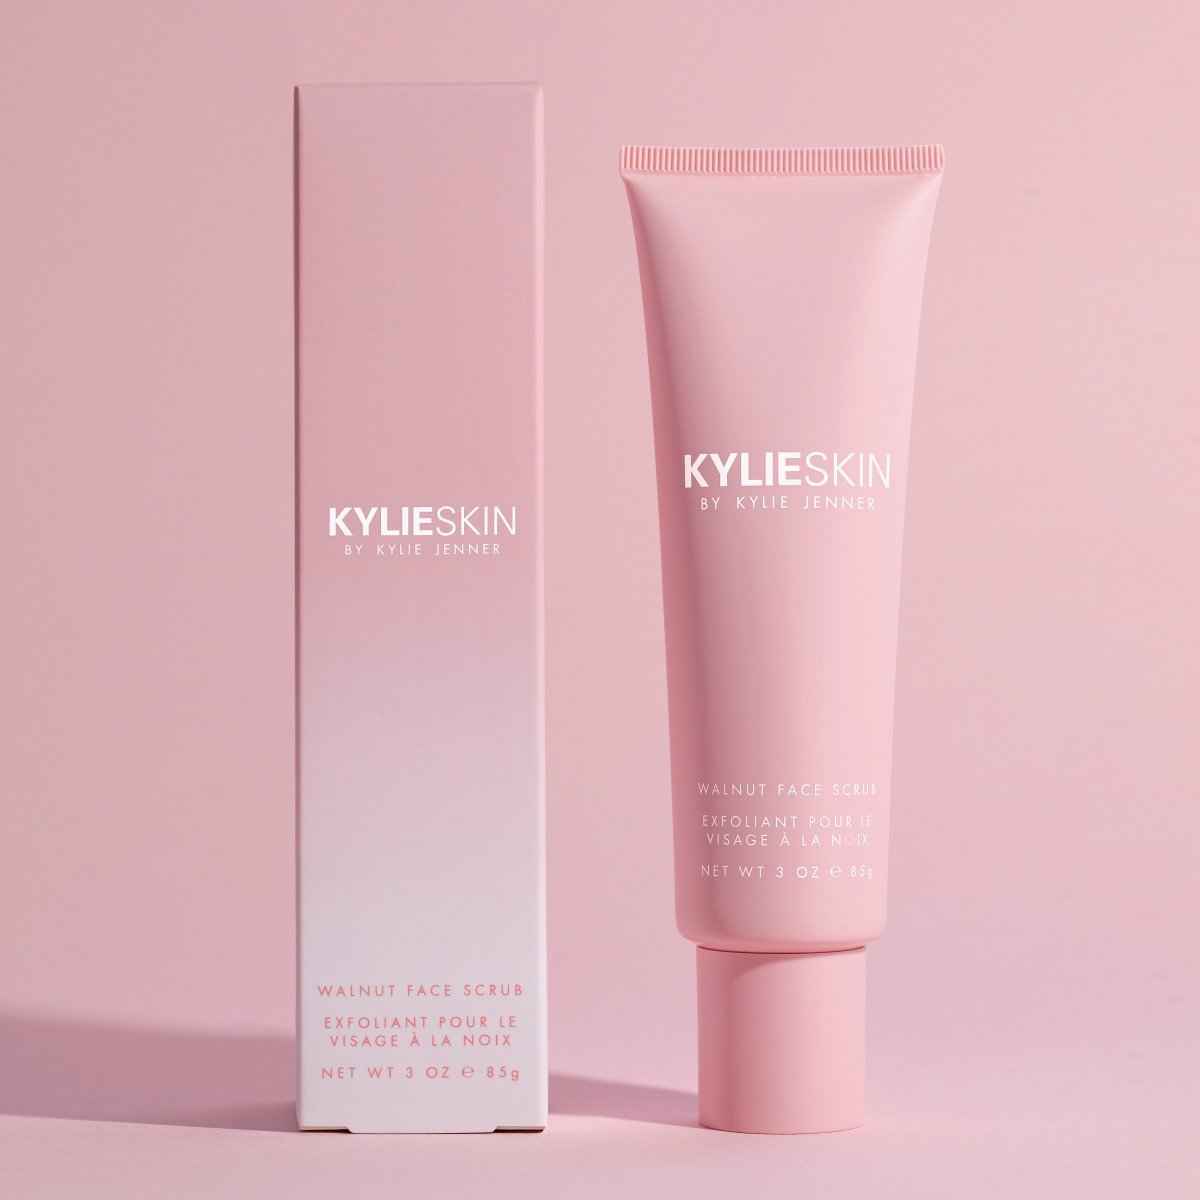 KYLIESKIN
BY KYLIE JENNER
WALNUT FACE SCRUB
EXFOLIANT POUR LE
VISAGE À LA NOIX
NET WT 3 OZ ℮ 85g
KYLIESKIN
BY KYLIE JENNER
WALNUT FACE SCRUB
EXFOLIANT POUR LE
VISAGE À LA NOIX
NET WT 3 OZ ℮ 85g